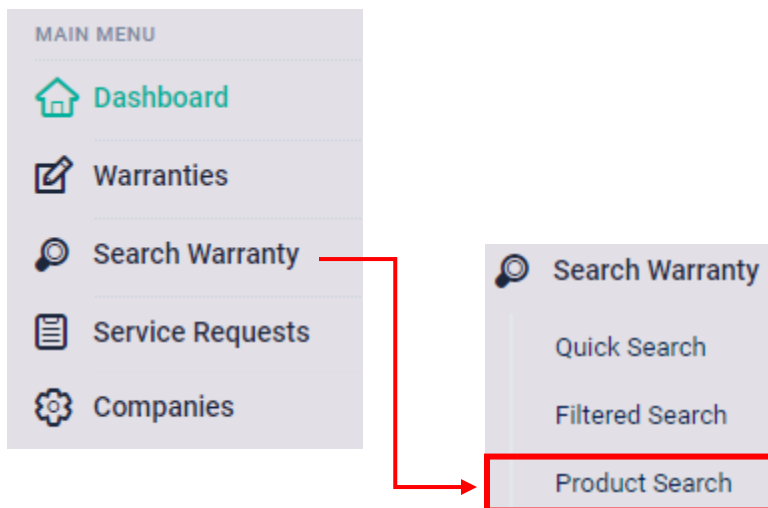 MAIN MENU
Dashboard
Warranties
Search Warranty
Service Requests
Companies
Search Warranty
Quick Search
Filtered Search
Product Search